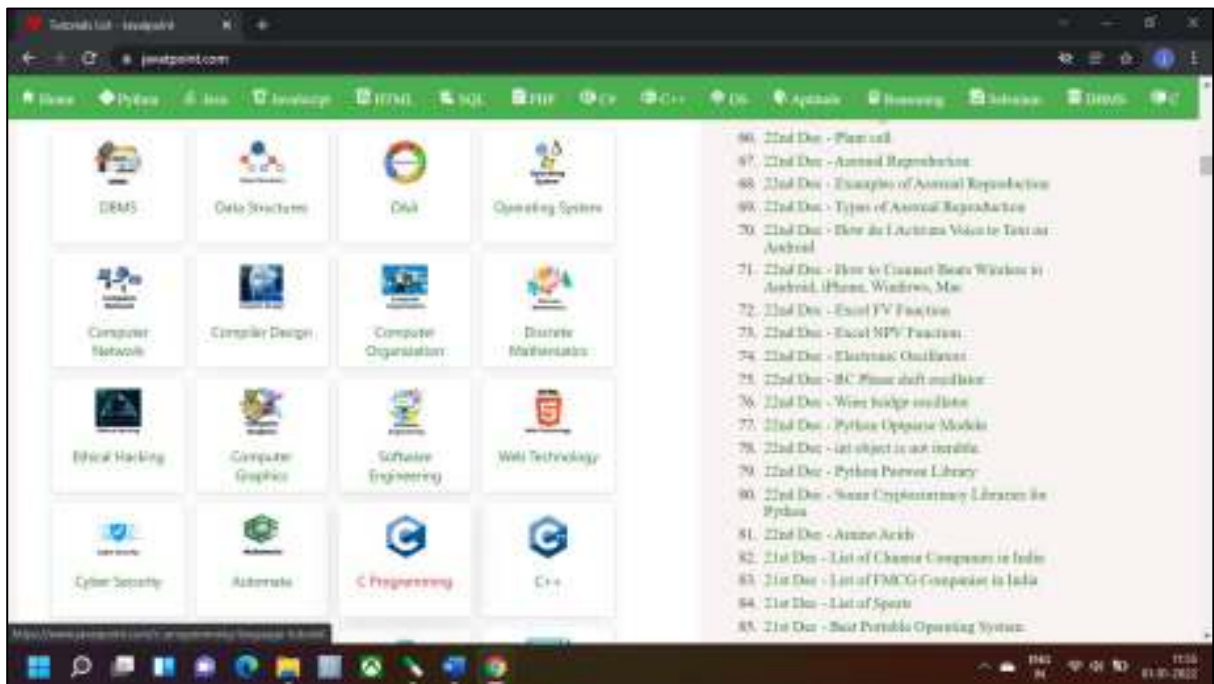 Tutorials List - Javatpoint
javatpoint.com
Home Python Java JavaScript HTML SQL PHP C# C++ DS Aptitude Reasoning Selenium DBMS C
DBMS
Data Structures
DAA
Operating System
Computer
Network
Compiler Design
Computer
Organization
Discrete
Mathematics
Ethical Hacking
Computer
Graphics
Software
Engineering
Web Technology
Cyber Security
Automata
C Programming
C++
66. 22nd Dec - Plant cell
67. 22nd Dec - Asexual Reproduction
68. 22nd Dec - Examples of Asexual Reproduction
69. 22nd Dec - Types of Asexual Reproduction
70. 22nd Dec - How do I Activate Voice to Text on
Android
71. 22nd Dec - How to Connect Beats Wireless to
Android, iPhone, Windows, Mac
72. 22nd Dec - Excel FV Function
73. 22nd Dec - Excel NPV Function
74. 22nd Dec - Electronic Oscillators
75. 22nd Dec - RC Phase shift oscillator
76. 22nd Dec - Wien bridge oscillator
77. 22nd Dec - Python Optparse Module
78. 22nd Dec - int object is not iterable
79. 22nd Dec - Python Library
80. 22nd Dec - Some Cryptocurrency Libraries for
Python
81. 22nd Dec - Amino Acids
82. 21st Dec - List of Chinese Companies in India
83. 21st Dec - List of FMCG Companies in India
84. 21st Dec - List of Sports
85. 21st Dec - Best Portable Operating System
ENG
IN